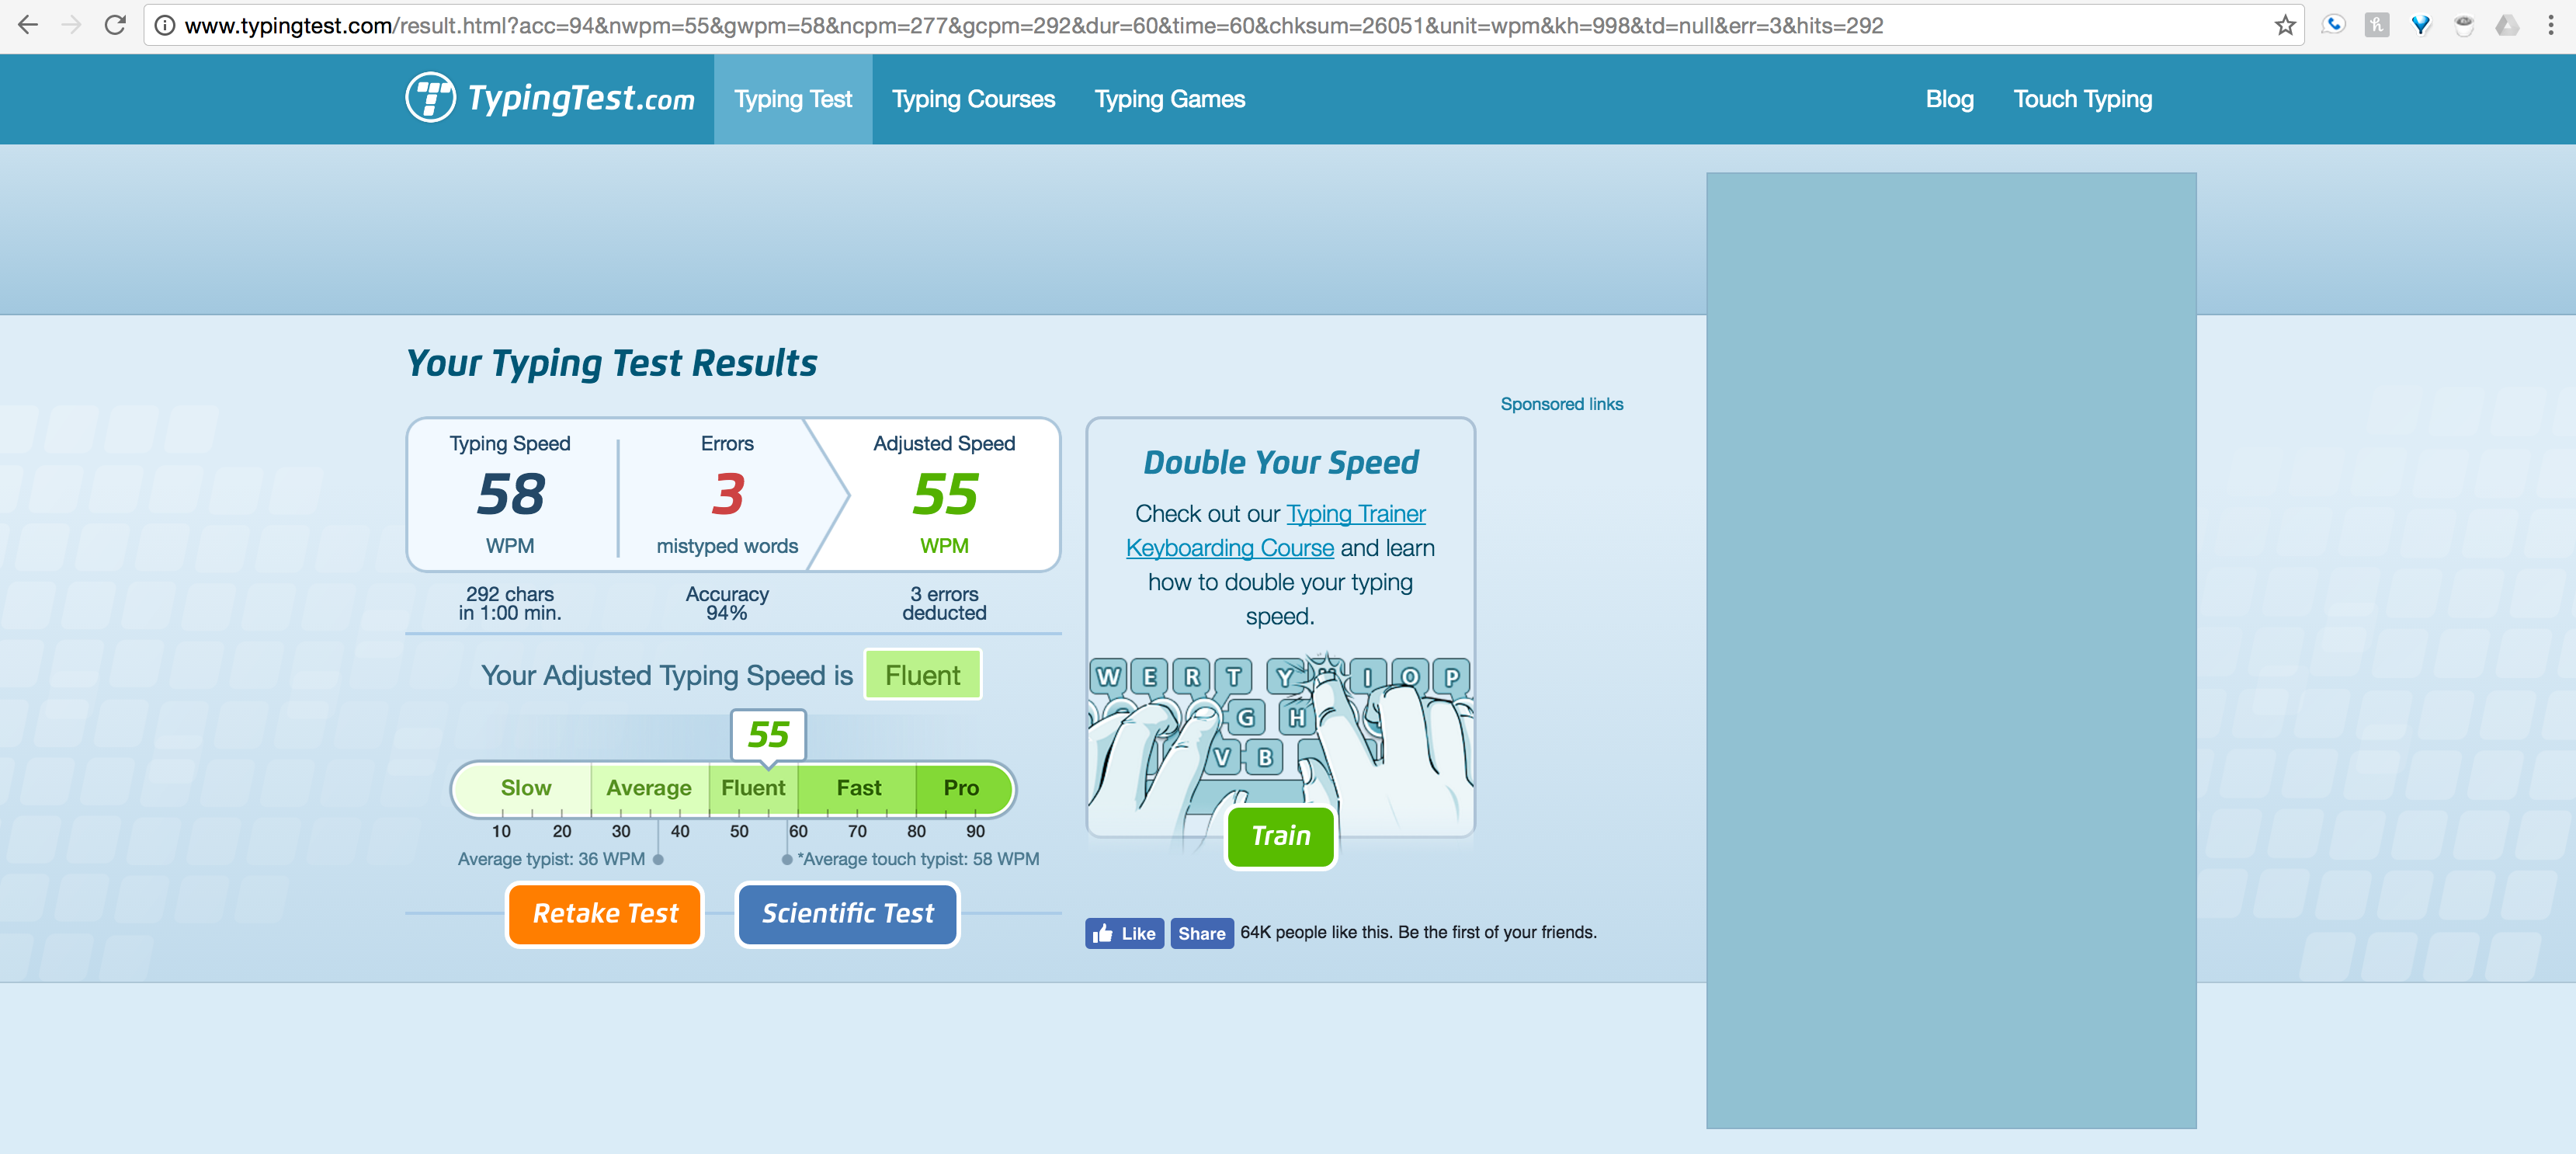 www.typingtest.com/result.html?acc=94&nwpm=55&gwpm=58&ncpm=277&gcpm=292&dur=60&time=60&chksum=26051&unit=wpm&kh=998&td=null&err=3&hits=292
TypingTest.com
Typing Test
Typing Courses
Typing Games
Blog
Touch Typing
Your Typing Test Results
Typing Speed
58
WPM
292 chars
in 1:00 min.
Errors
3
mistyped words
Accuracy
94%
Adjusted Speed
55
WPM
3 errors
deducted
Your Adjusted Typing Speed is Fluent
55
Slow Average Fluent Fast Pro
10 20 30 40 50 60 70 80 90
Average typist: 36 WPM
*Average touch typist: 58 WPM
Retake Test
Scientific Test
Double Your Speed
Check out our Typing Trainer
Keyboarding Course and learn
how to double your typing
speed.
W E R T Y I O P
G H
V B
Train
Sponsored links
Like
Share
64K people like this. Be the first of your friends.